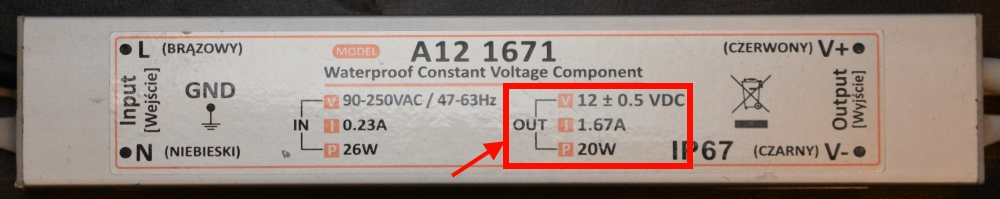 L (BRĄZOWY)
Input
[Wejście]
GND
N (NIEBIESKI)
MODEL A12 1671
Waterproof Constant Voltage Component
IN
V 90-250VAC / 47-63Hz
I 0.23A
P 26W
OUT
V 12 ± 0.5 VDC
I 1.67A
P 20W
IP67
(CZERWONY) V+
Output
[Wyjście]
(CZARNY) V-